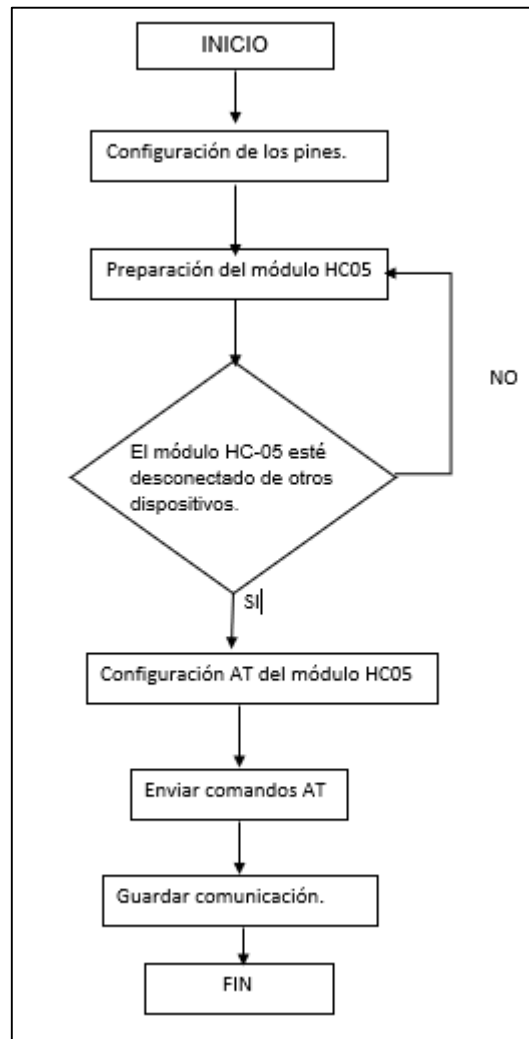 INICIO
Configuración de los pines.
Preparación del módulo HC05
NO
El módulo HC-05 esté
desconectado de otros
dispositivos.
SI
Configuración AT del módulo HC05
Enviar comandos AT
Guardar comunicación.
FIN